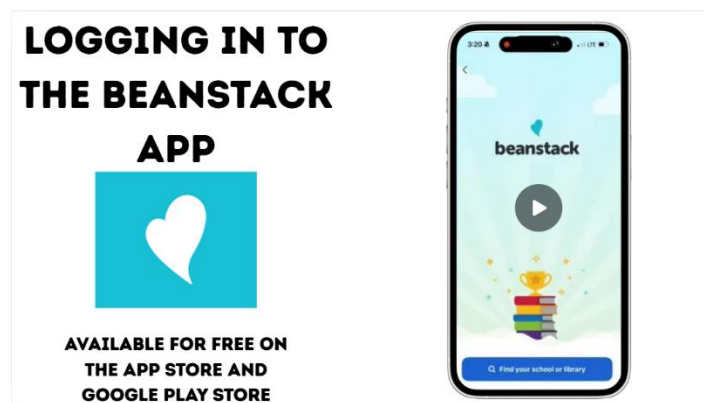 LOGGING IN TO
THE BEANSTACK
APP
AVAILABLE FOR FREE ON
THE APP STORE AND
GOOGLE PLAY STORE
3:20
LTE
beanstack
Find your school or library